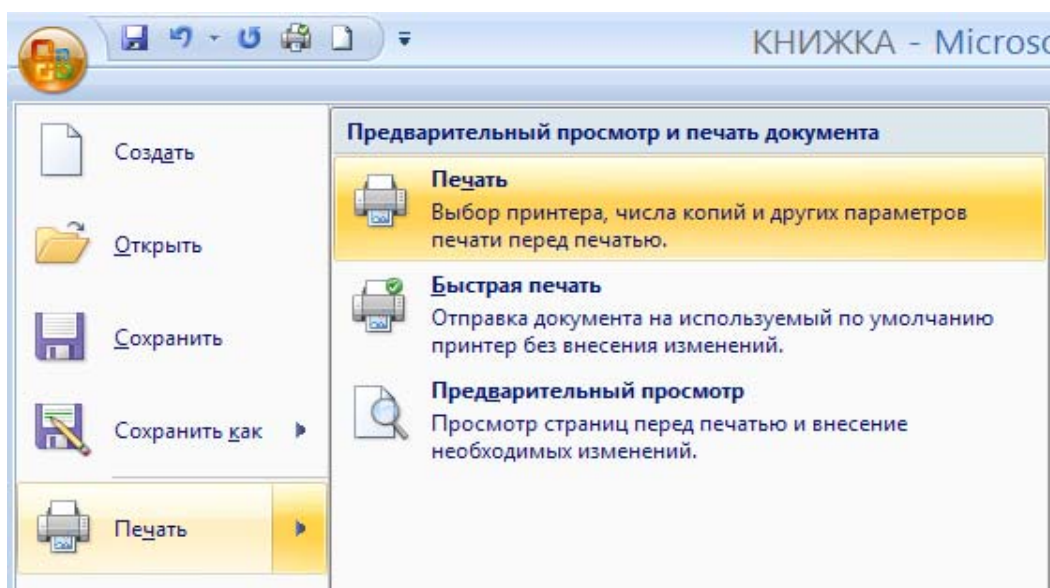 КНИЖКА - Microso
Создать
Открыть
Сохранить
Сохранить как
Печать
Предварительный просмотр и печать документа
Печать
Выбор принтера, числа копий и других параметров
печати перед печатью.
Быстрая печать
Отправка документа на используемый по умолчанию
принтер без внесения изменений.
Предварительный просмотр
Просмотр страниц перед печатью и внесение
необходимых изменений.